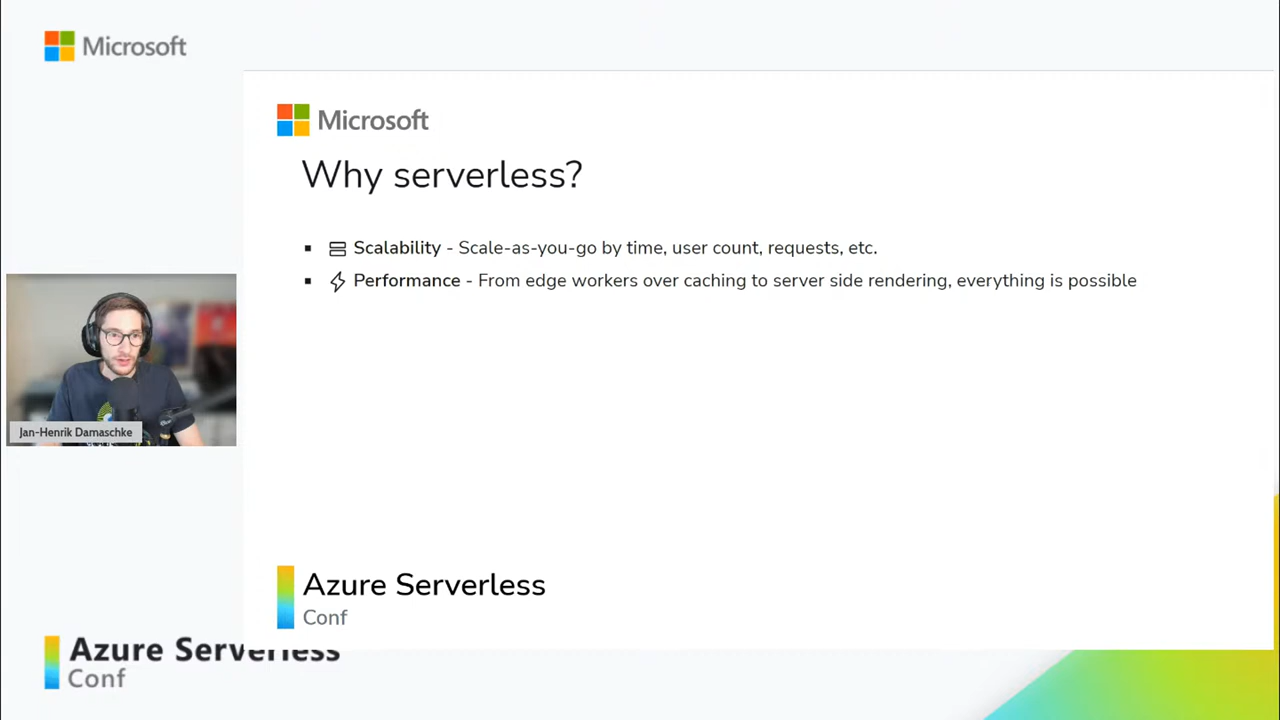 Microsoft
Microsoft
Why serverless?
Scalability - Scale-as-you-go by time, user count, requests, etc.
Performance - From edge workers over caching to server side rendering, everything is possible
Jan-Henrik Damaschke
Azure Serverless
Conf
Azure Serverless
Conf